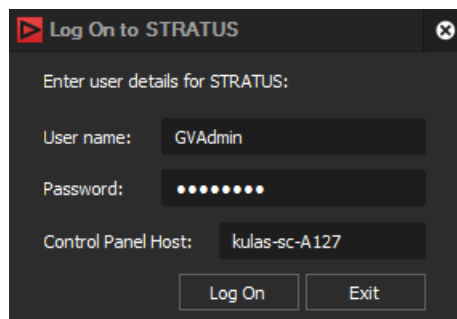 Log On to STRATUS
Enter user details for STRATUS:
User name: GVAdmin
Password: ••••••••
Control Panel Host: kulas-sc-A127
Log On Exit